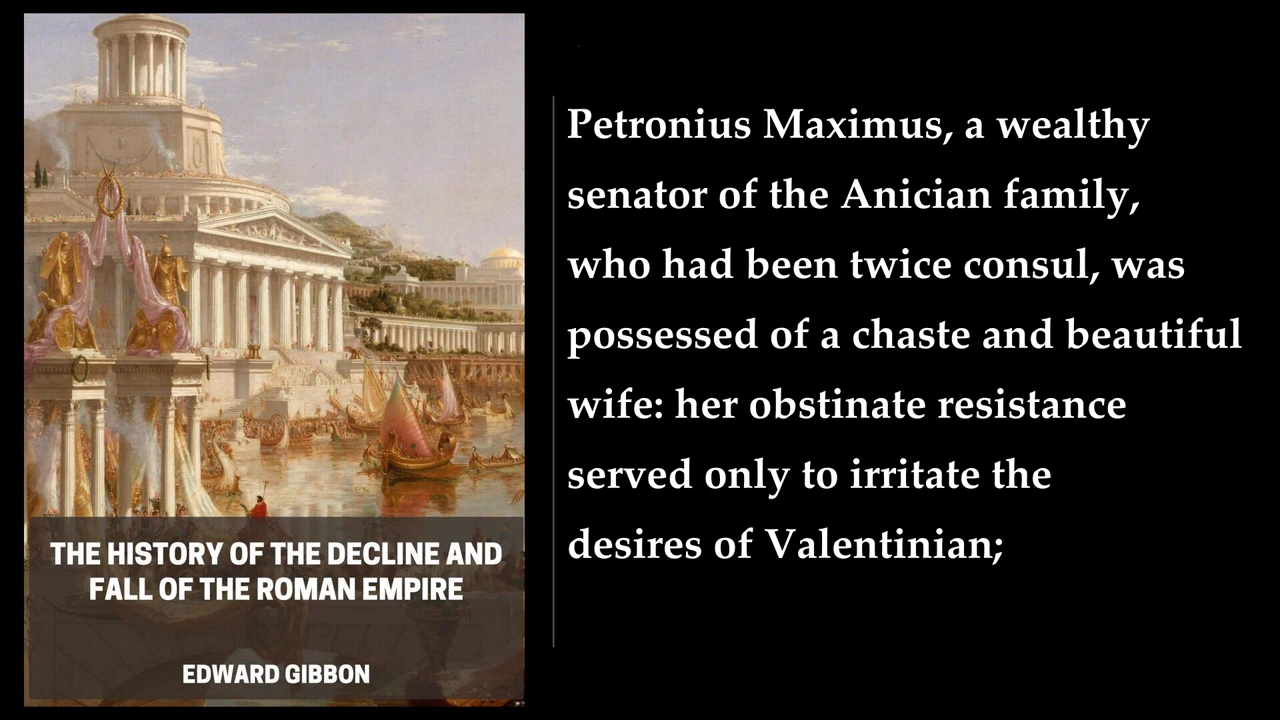 THE HISTORY OF THE DECLINE AND
FALL OF THE ROMAN EMPIRE
EDWARD GIBBON
Petronius Maximus, a wealthy
senator of the Anician family,
who had been twice consul, was
possessed of a chaste and beautiful
wife: her obstinate resistance
served only to irritate the
desires of Valentinian;